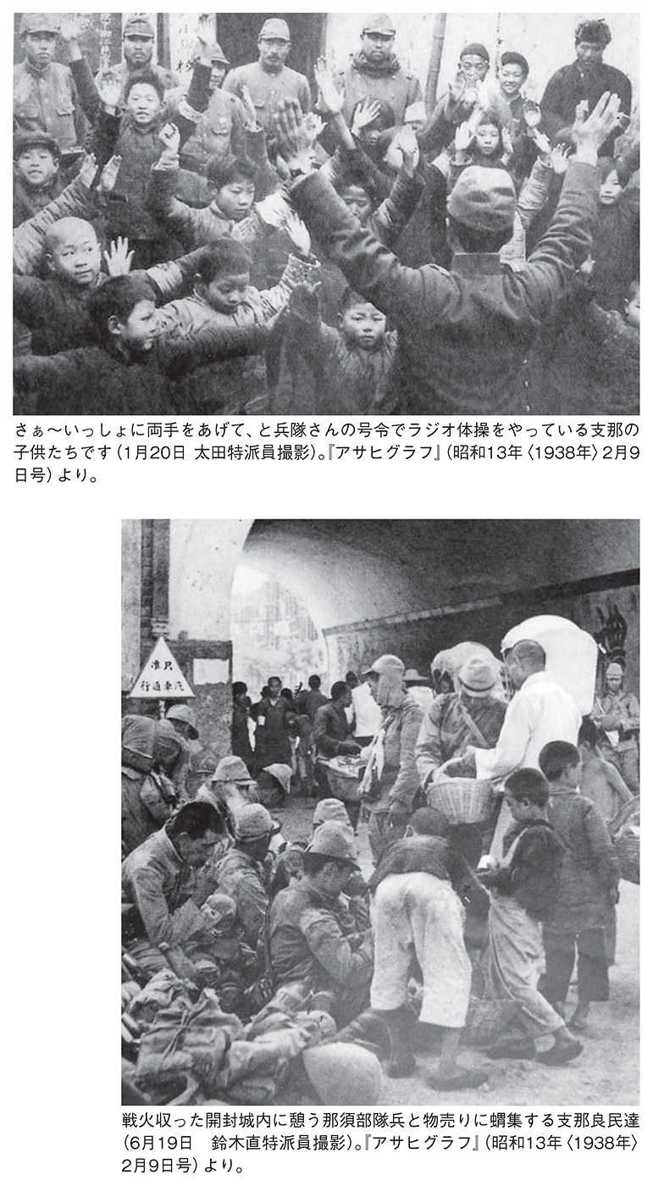 さぁ〜いっしょに両手をあげて、と兵隊さんの号令でラジオ体操をやっている支那の
子供たちです（1月20日 太田特派員撮影）。『アサヒグラフ』（昭和13年〈1938年〉2月9
日号）より。
准只
行通車汽
戦火収った開封城内に憩う那須部隊兵と物売りに蝟集する支那良民達
（6月19日　鈴木直特派員撮影）。『アサヒグラフ』（昭和13年〈1938年〉
2月9日号）より。